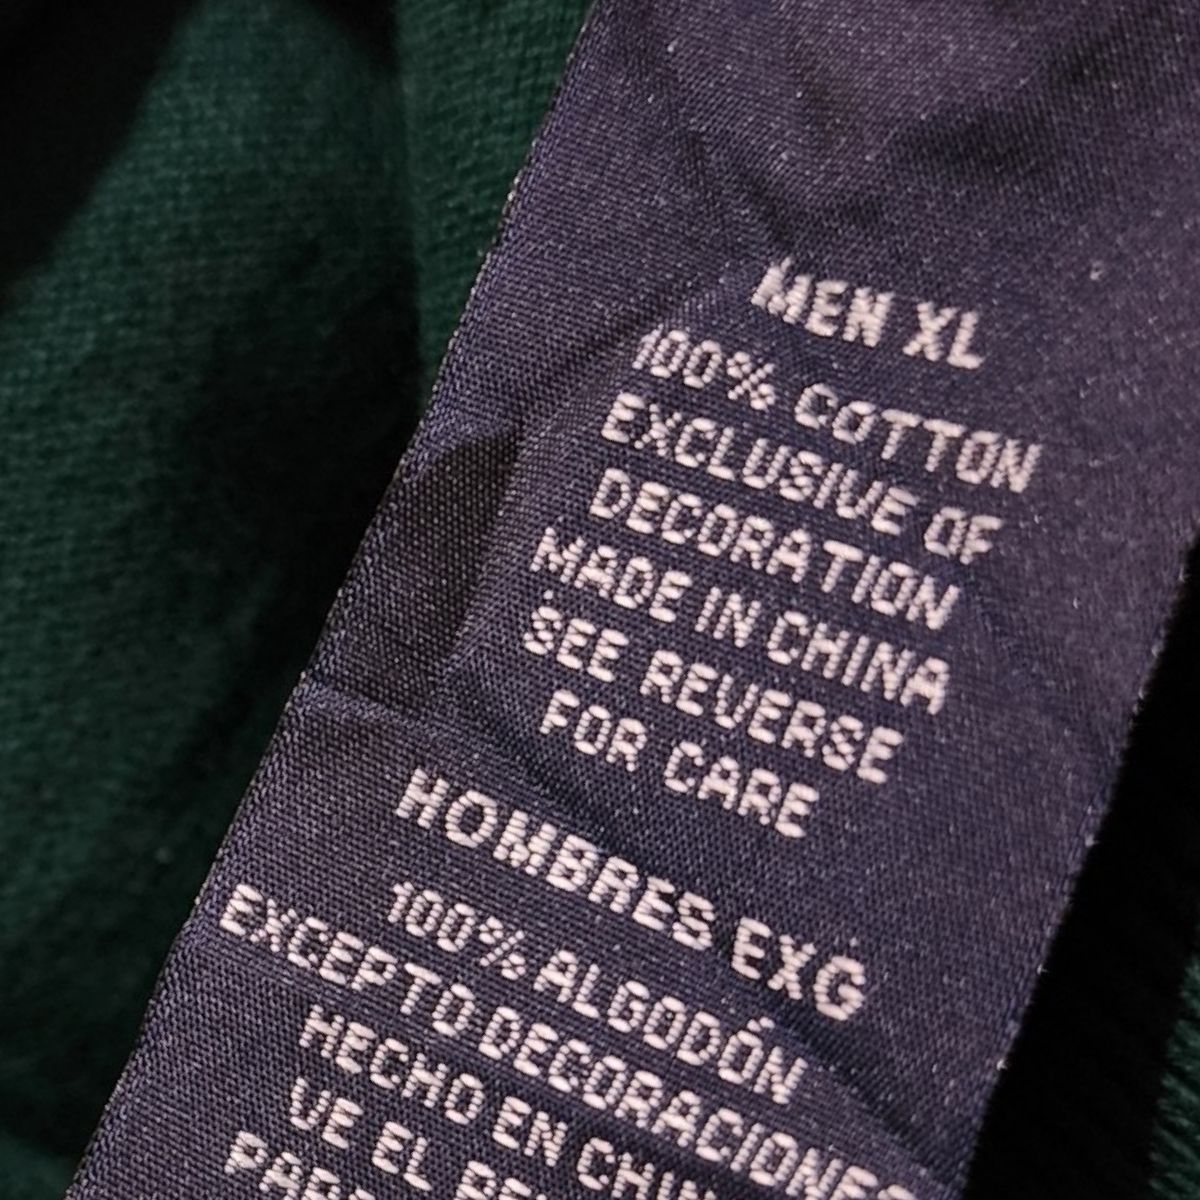 MEN XL
100% COTTON
EXCLUSIVE OF
DECORATION
MADE IN CHINA
SEE REVERSE
FOR CARE
HOMBRES EXG
100% ALGODÓN
EXCEPTO DECORACIONES
HECHO EN
EL